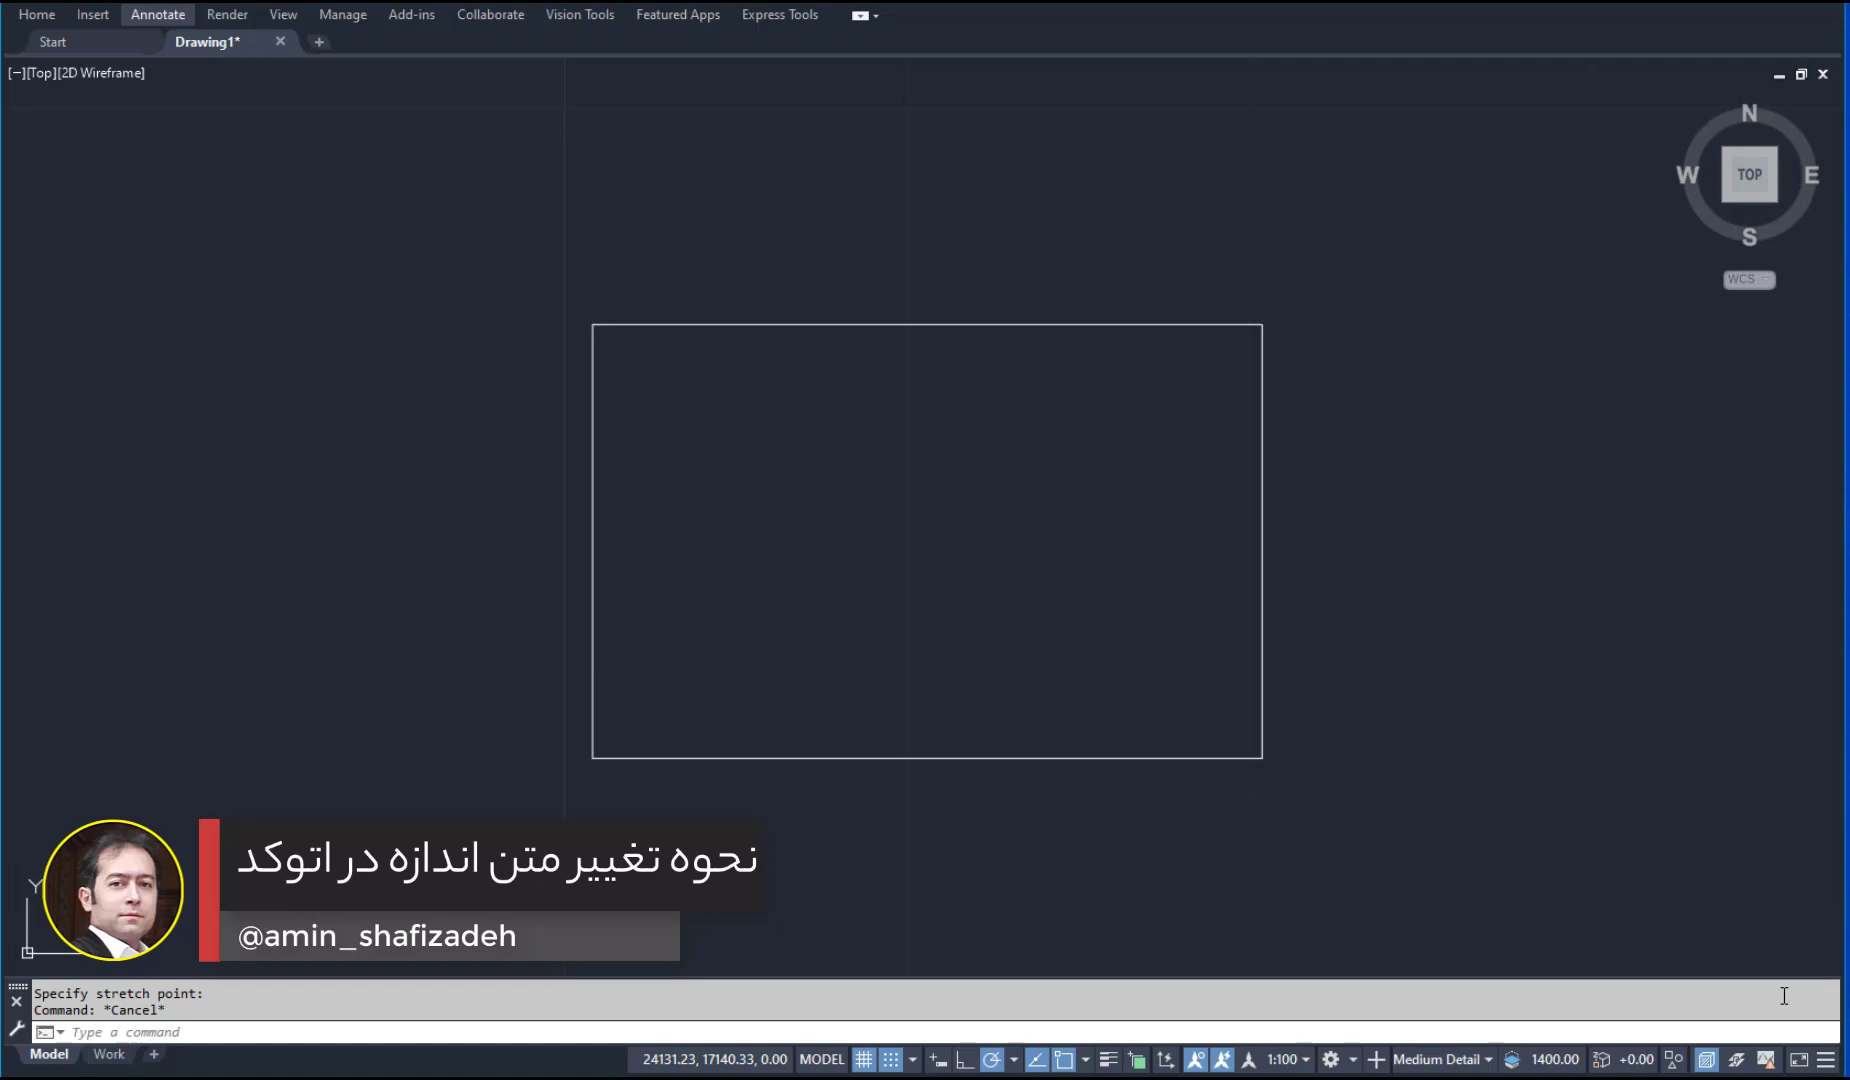 Home Insert Annotate Render View Manage Add-ins Collaborate Vision Tools Featured Apps Express Tools
Start Drawing1*
[−][Top][2D Wireframe]
N
W TOP E
S
WCS
نحوه تغییر متن اندازه در اتوکد
@amin_shafizadeh
Y
Specify stretch point:
Command: *Cancel*
Type a command
Model Work
24131.23, 17140.33, 0.00 MODEL 1:100 Medium Detail 1400.00 +0.00